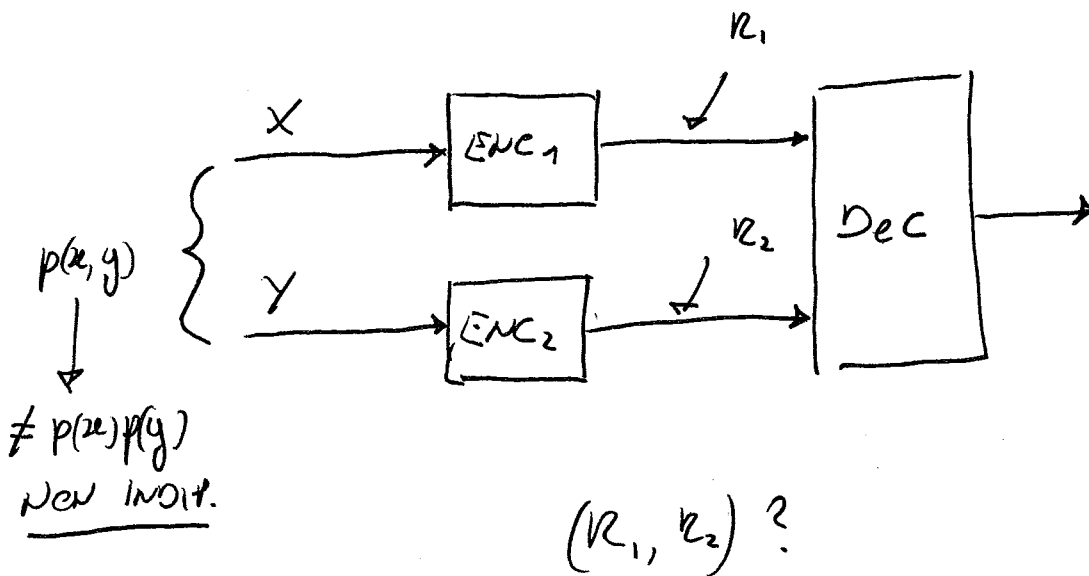 R₁
X
ENC₁
p(x,y)
R₂
DEC
Y
ENC₂
≠ p(x)p(y)
NON INDIP.
(R₁, R₂) ?